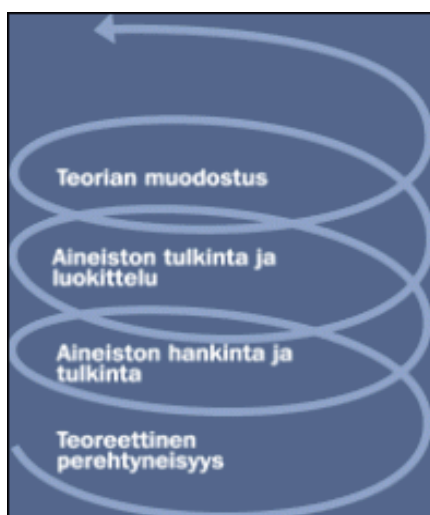 Teorian muodostus
Aineiston tulkinta ja
luokittelu
Aineiston hankinta ja
tulkinta
Teoreettinen
perehtyneisyys